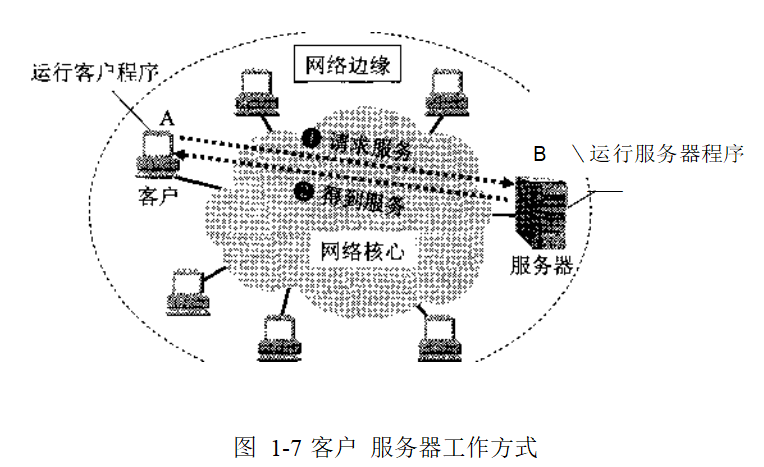 网络边缘
运行客户程序
A
❶ 请求服务
B \运行服务器程序
客户
❷ 得到服务
网络核心
服务器
图 1-7 客户 服务器工作方式